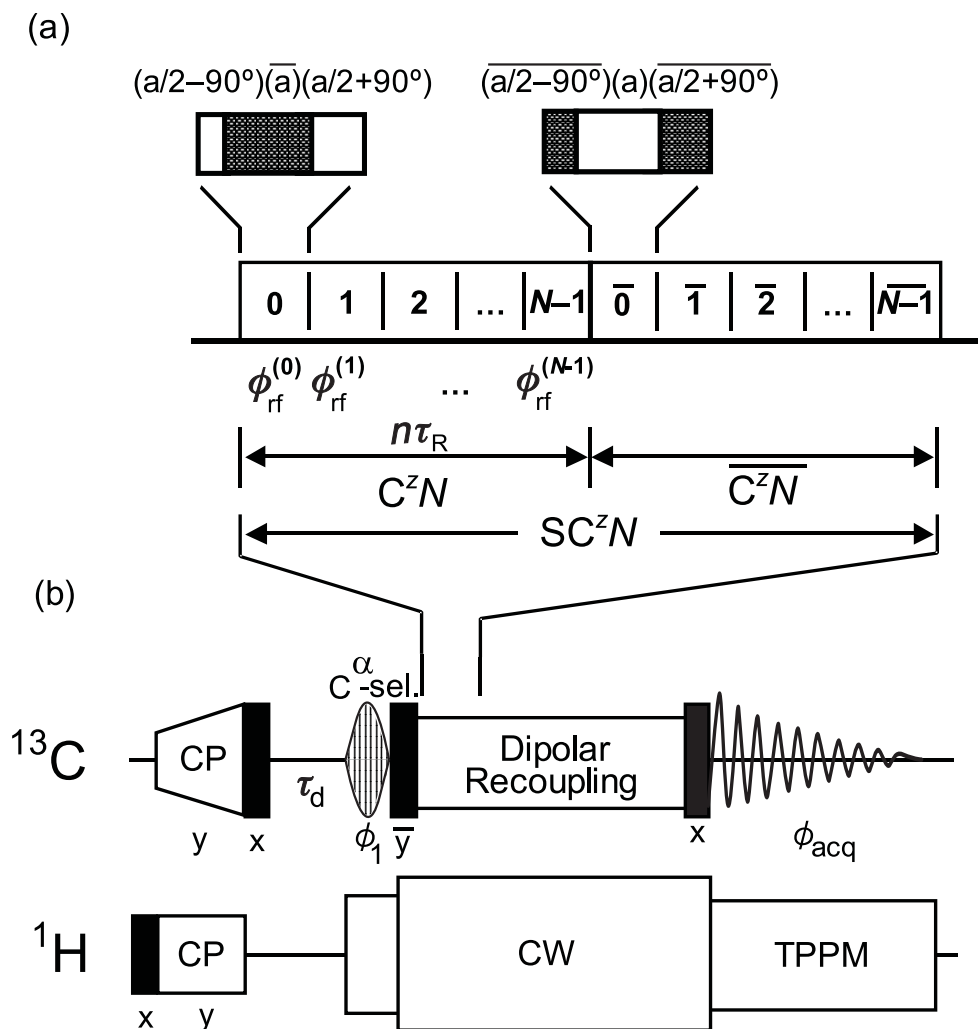 (a)
(a/2–90º)(a̅)(a/2+90º) (a/2–90º)̅(a)(a/2+90º)̅
0 1 2 ... N–1 0̅ 1̅ 2̅ ... N̅–̅1̅
ϕrf(0) ϕrf(1) ... ϕrf(N-1)
nτR
CzN C̅z̅N̅
SCzN
(b)
Cα-sel.
13C CP τd Dipolar
Recoupling
y x ϕ1 y̅ x ϕacq
1H CP CW TPPM
x y